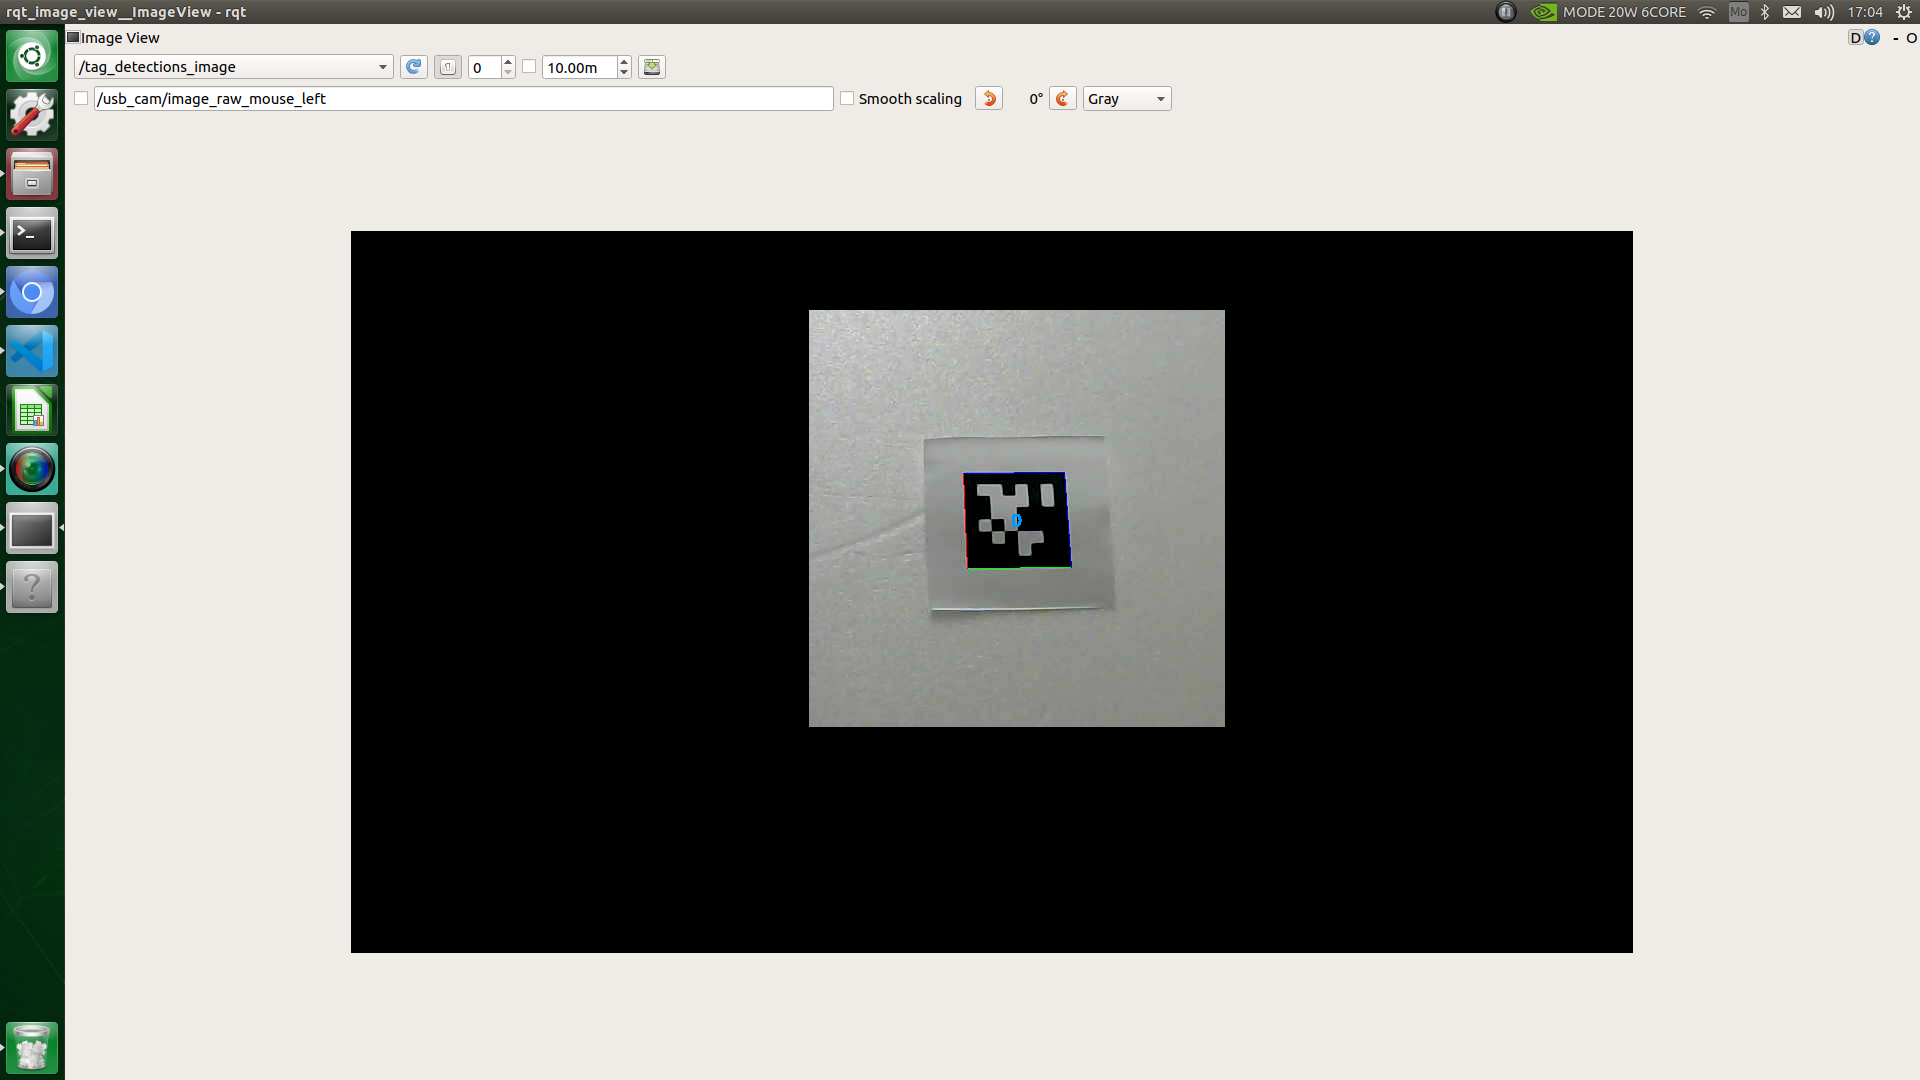 rqt_image_view__ImageView - rqt
MODE 20W 6CORE Mo 17:04
Image View
D - O
/tag_detections_image 0 10.00m
/usb_cam/image_raw_mouse_left Smooth scaling 0° Gray
0